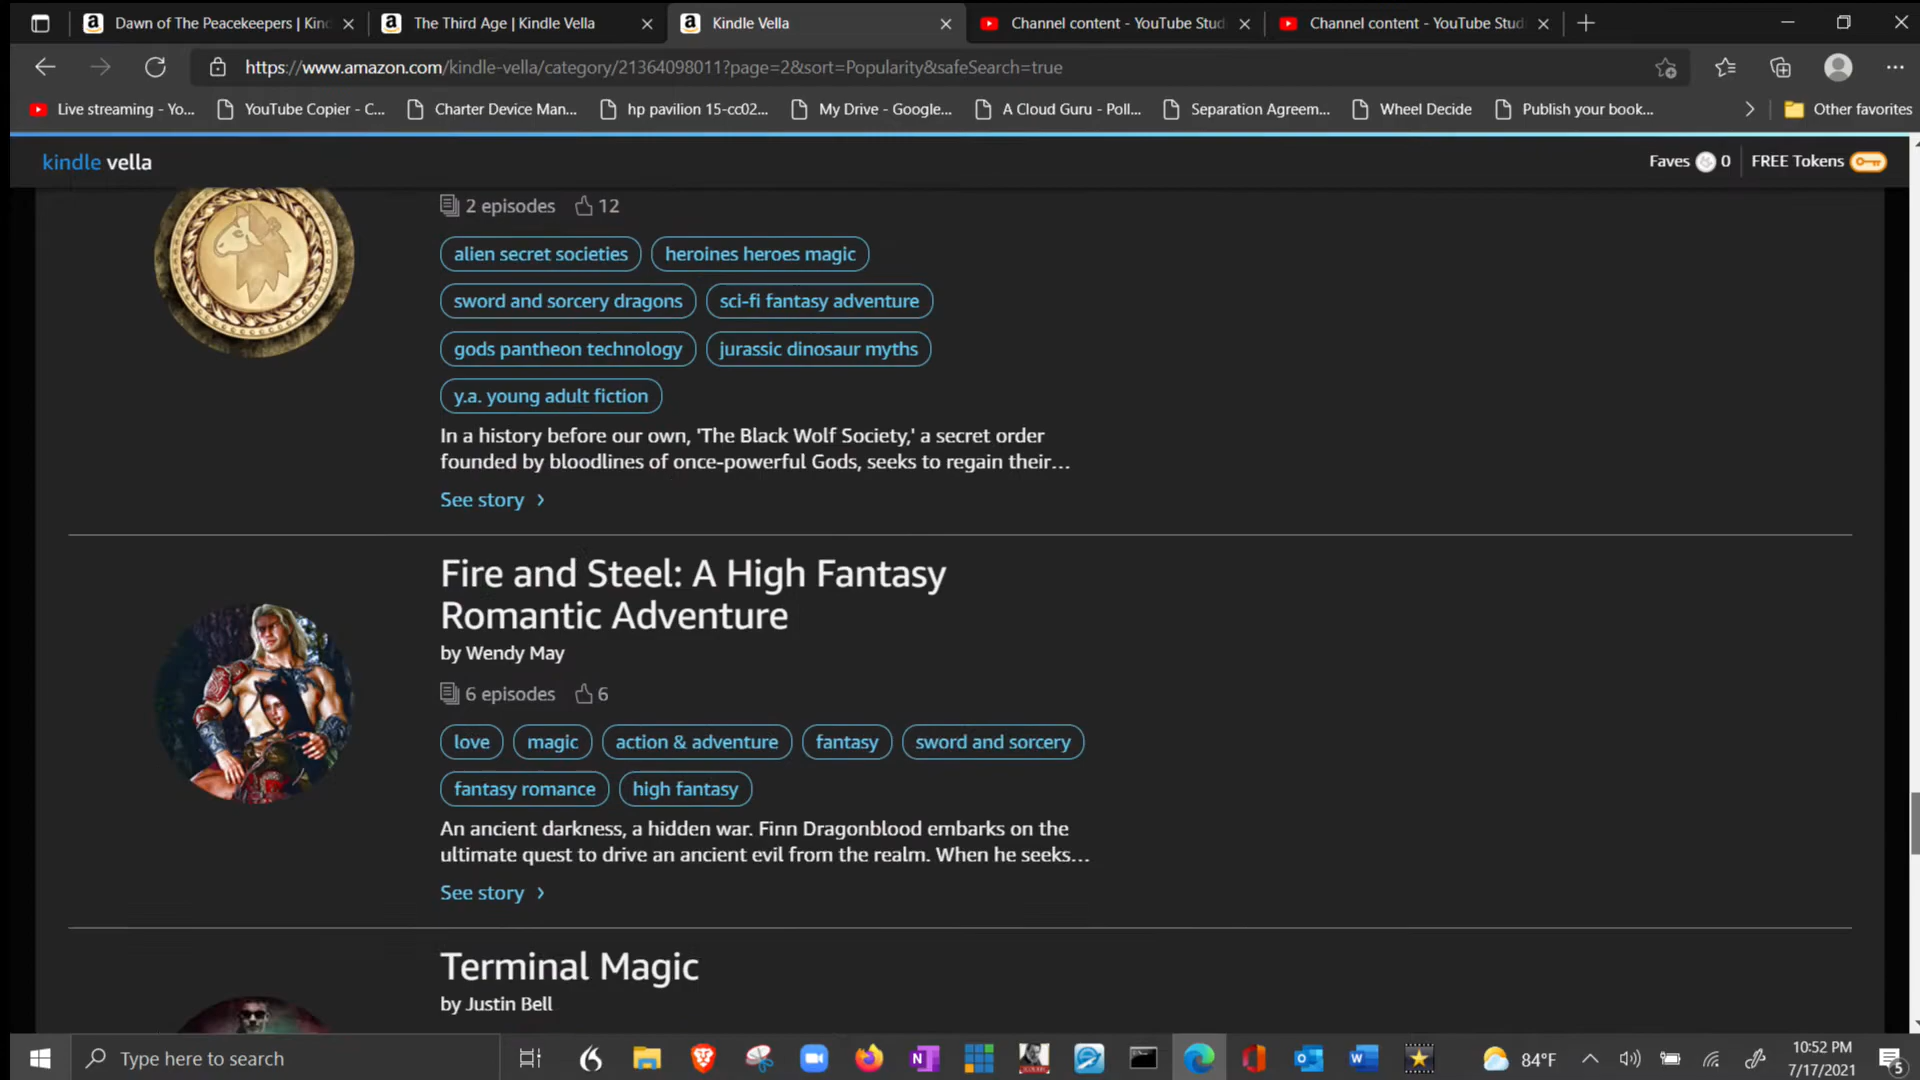 Dawn of The Peacekeepers | Kin
The Third Age | Kindle Vella
Kindle Vella
Channel content - YouTube Stud
Channel content - YouTube Stud
https://www.amazon.com/kindle-vella/category/21364098011?page=2&sort=Popularity&safeSearch=true
Live streaming - Yo...
YouTube Copier - C...
Charter Device Man...
hp pavilion 15-cc02...
My Drive - Google...
A Cloud Guru - Poll...
Separation Agreem...
Wheel Decide
Publish your book...
Other favorites
kindle vella
Faves 0
FREE Tokens
2 episodes 12
alien secret societies
heroines heroes magic
sword and sorcery dragons
sci-fi fantasy adventure
gods pantheon technology
jurassic dinosaur myths
y.a. young adult fiction
In a history before our own, 'The Black Wolf Society,' a secret order
founded by bloodlines of once-powerful Gods, seeks to regain their...
See story
Fire and Steel: A High Fantasy
Romantic Adventure
by Wendy May
6 episodes 6
love
magic
action & adventure
fantasy
sword and sorcery
fantasy romance
high fantasy
An ancient darkness, a hidden war. Finn Dragonblood embarks on the
ultimate quest to drive an ancient evil from the realm. When he seeks...
See story
Terminal Magic
by Justin Bell
Type here to search
84°F
10:52 PM
7/17/2021
5